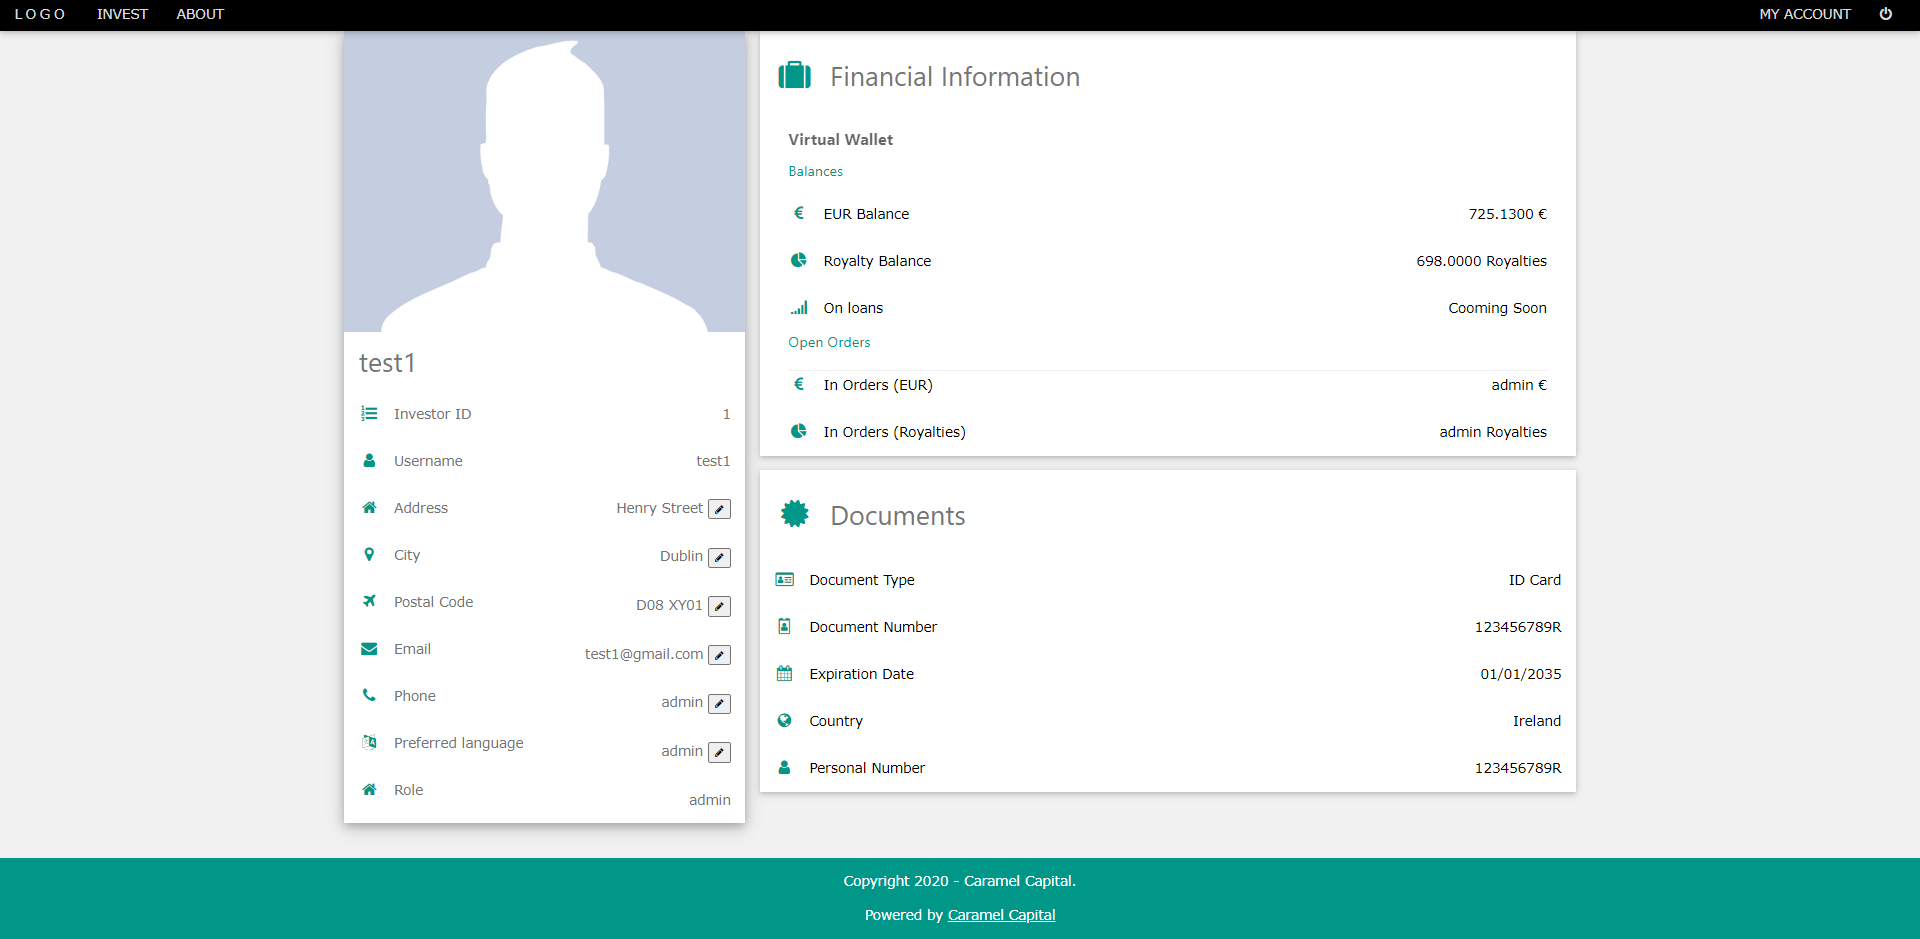 LOGO INVEST ABOUT MY ACCOUNT
test1
Investor ID 1
Username test1
Address Henry Street
City Dublin
Postal Code D08 XY01
Email test1@gmail.com
Phone admin
Preferred language admin
Role admin
Financial Information
Virtual Wallet
Balances
EUR Balance 725.1300 €
Royalty Balance 698.0000 Royalties
On loans Cooming Soon
Open Orders
In Orders (EUR) admin €
In Orders (Royalties) admin Royalties
Documents
Document Type ID Card
Document Number 123456789R
Expiration Date 01/01/2035
Country Ireland
Personal Number 123456789R
Copyright 2020 - Caramel Capital.
Powered by Caramel Capital